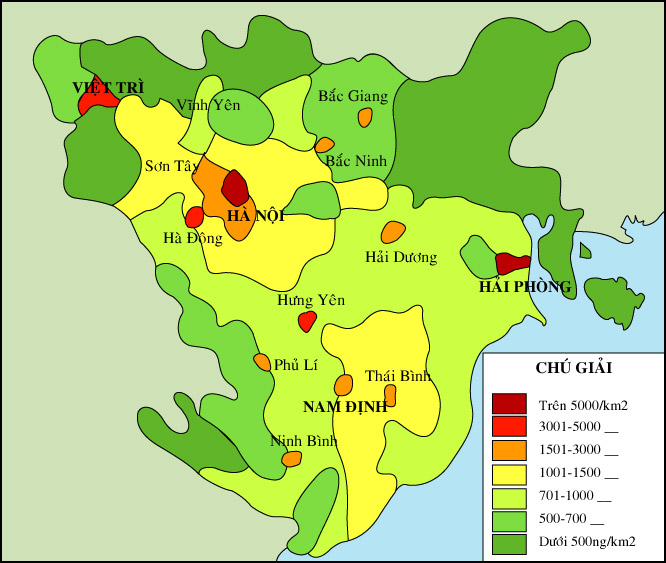 VIỆT TRÌ
Vĩnh Yên
Bắc Giang
Bắc Ninh
Sơn Tây
HÀ NỘI
Hà Đông
Hải Dương
HẢI PHÒNG
Hưng Yên
Phủ Lí
Thái Bình
NAM ĐỊNH
Ninh Bình
CHÚ GIẢI
Trên 5000/km2
3001-5000 __
1501-3000 __
1001-1500 __
701-1000 __
500-700 __
Dưới 500ng/km2